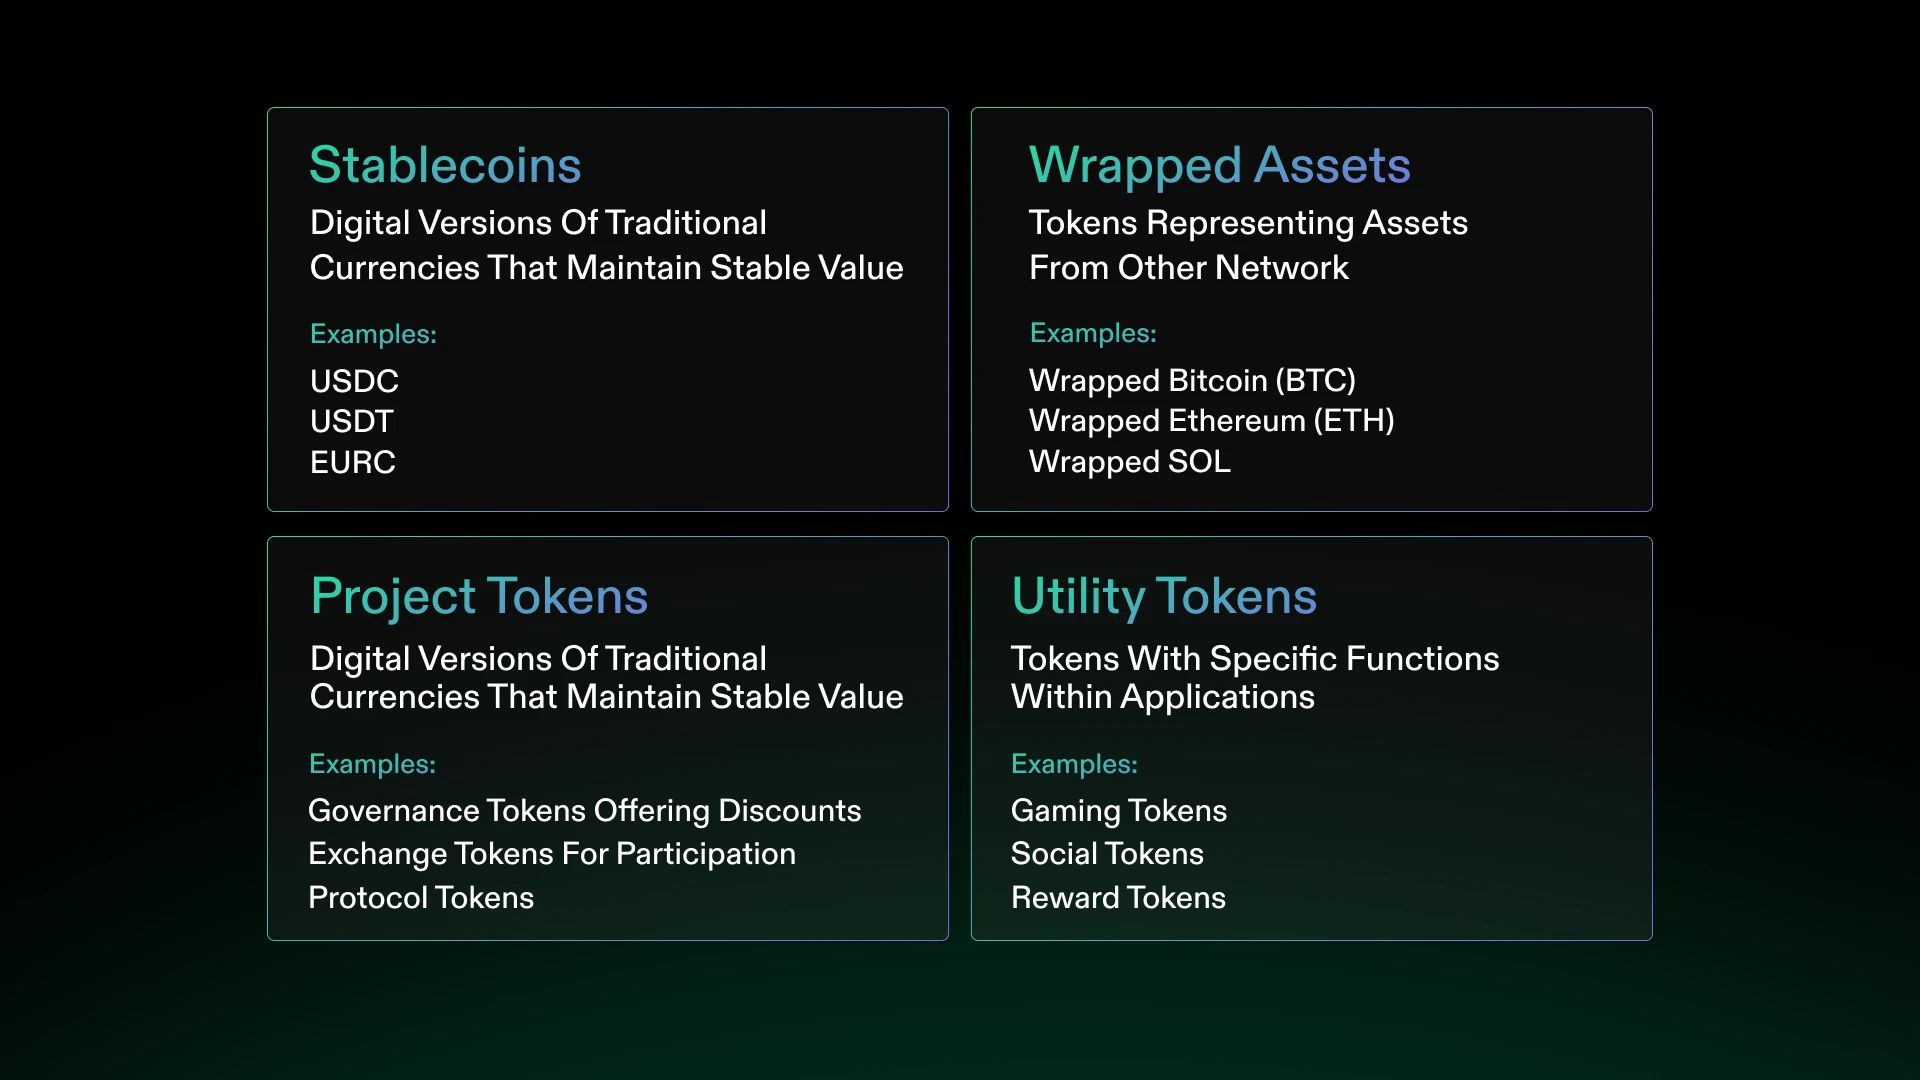 Stablecoins
Digital Versions Of Traditional
Currencies That Maintain Stable Value
Examples:
USDC
USDT
EURC
Wrapped Assets
Tokens Representing Assets
From Other Network
Examples:
Wrapped Bitcoin (BTC)
Wrapped Ethereum (ETH)
Wrapped SOL
Project Tokens
Digital Versions Of Traditional
Currencies That Maintain Stable Value
Examples:
Governance Tokens Offering Discounts
Exchange Tokens For Participation
Protocol Tokens
Utility Tokens
Tokens With Specific Functions
Within Applications
Examples:
Gaming Tokens
Social Tokens
Reward Tokens